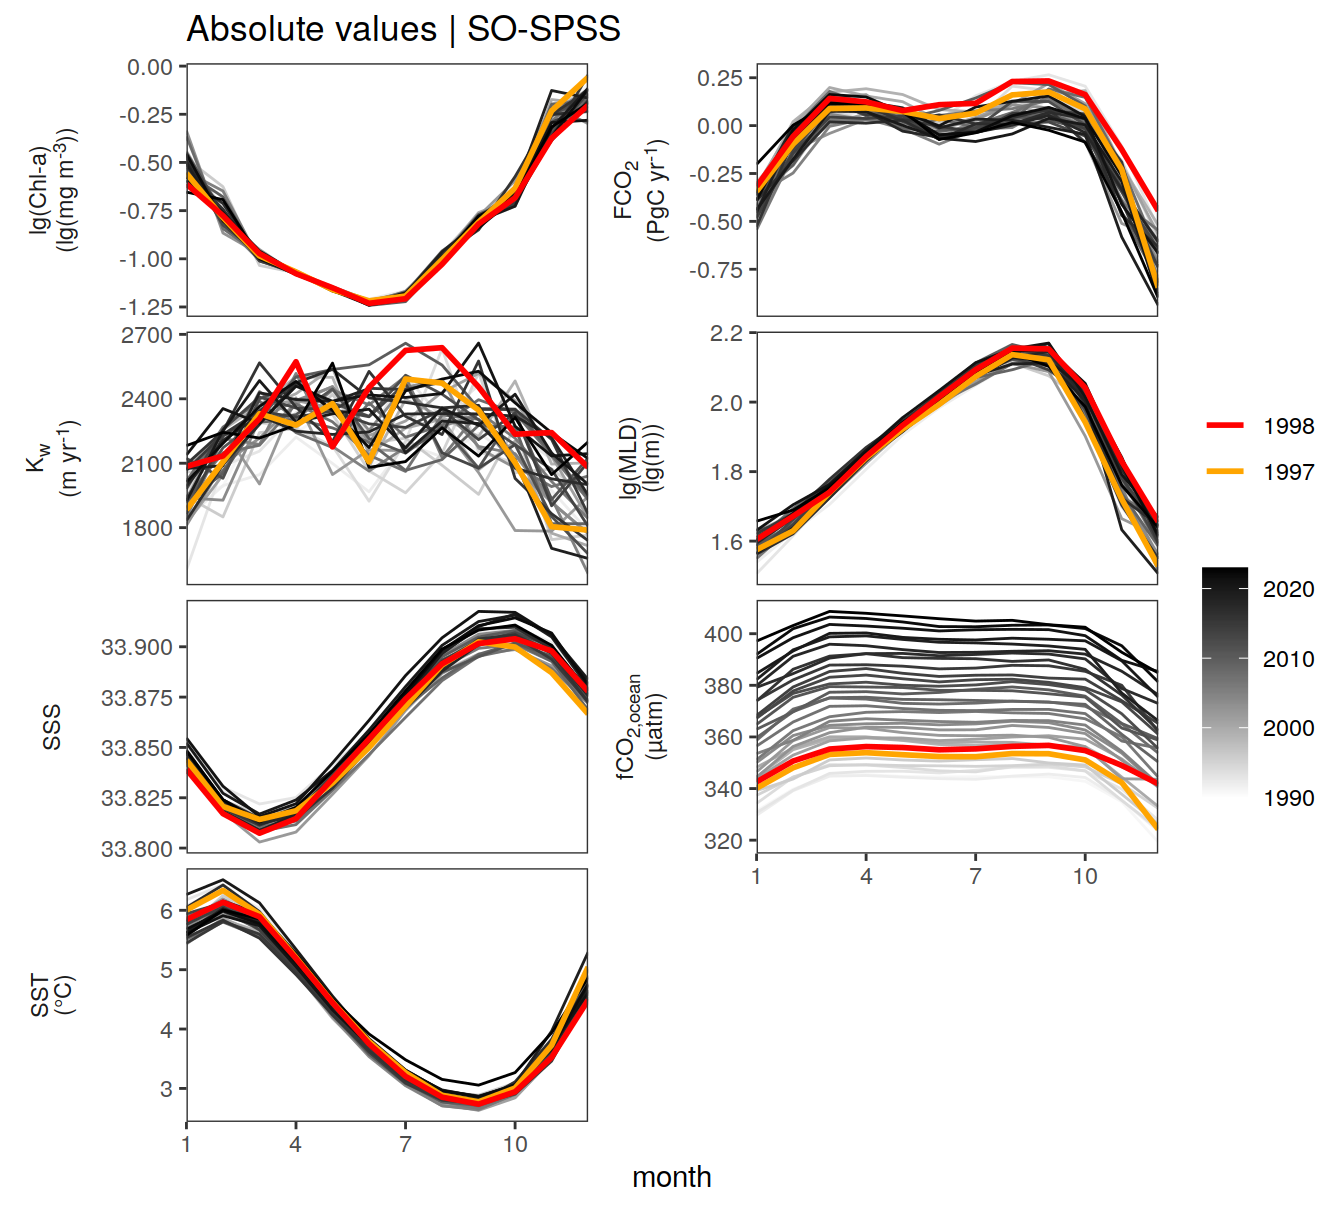 Absolute values | SO-SPSS
lg(Chl-a)
(lg(mg m-3))
0.00
-0.25
-0.50
-0.75
-1.00
-1.25
FCO2
(PgC yr-1)
0.25
0.00
-0.25
-0.50
-0.75
Kw
(m yr-1)
2700
2400
2100
1800
lg(MLD)
(lg(m))
2.2
2.0
1.8
1.6
SSS
33.900
33.875
33.850
33.825
33.800
fCO2,ocean
(µatm)
400
380
360
340
320
1 4 7 10
SST
(°C)
6
5
4
3
1 4 7 10
month
1998
1997
2020
2010
2000
1990